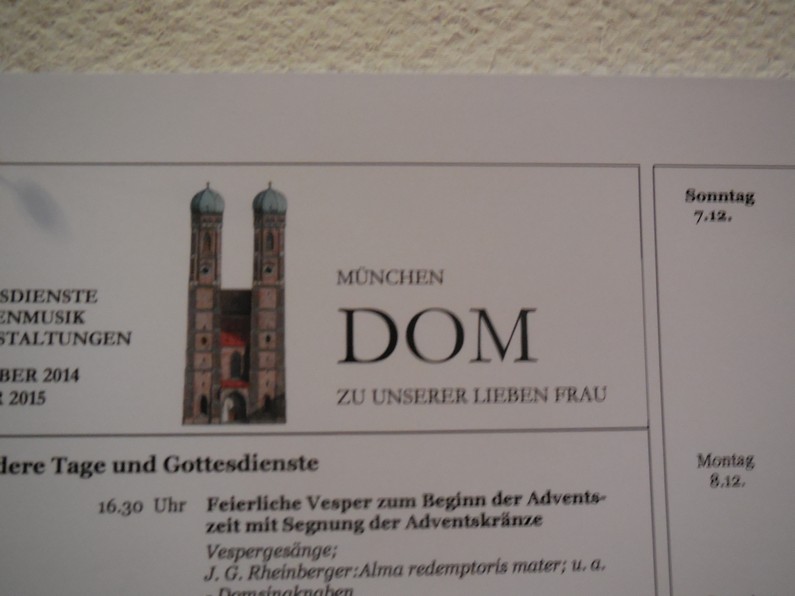 SDIENSTE
ENMUSIK
STALTUNGEN
BER 2014
R 2015
MÜNCHEN
DOM
ZU UNSERER LIEBEN FRAU
dere Tage und Gottesdienste
16.30 Uhr Feierliche Vesper zum Beginn der Advents-
zeit mit Segnung der Adventskränze
Vespergesänge;
J. G. Rheinberger:Alma redemptoris mater; u. a.
- Domsingknaben
Sonntag
7.12.
Montag
8.12.